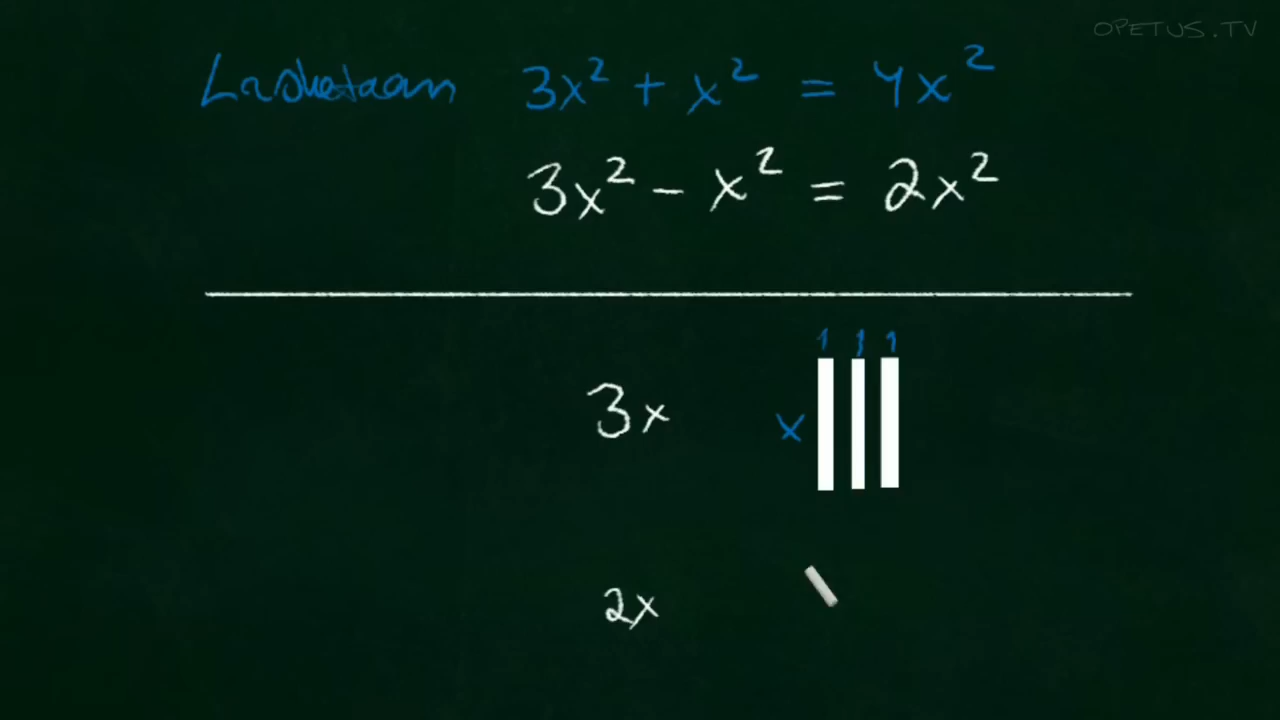 OPETUS.TV
Lasketaan 3x² + x² = 4x²
3x² - x² = 2x²
1 1 1
3x x
2x